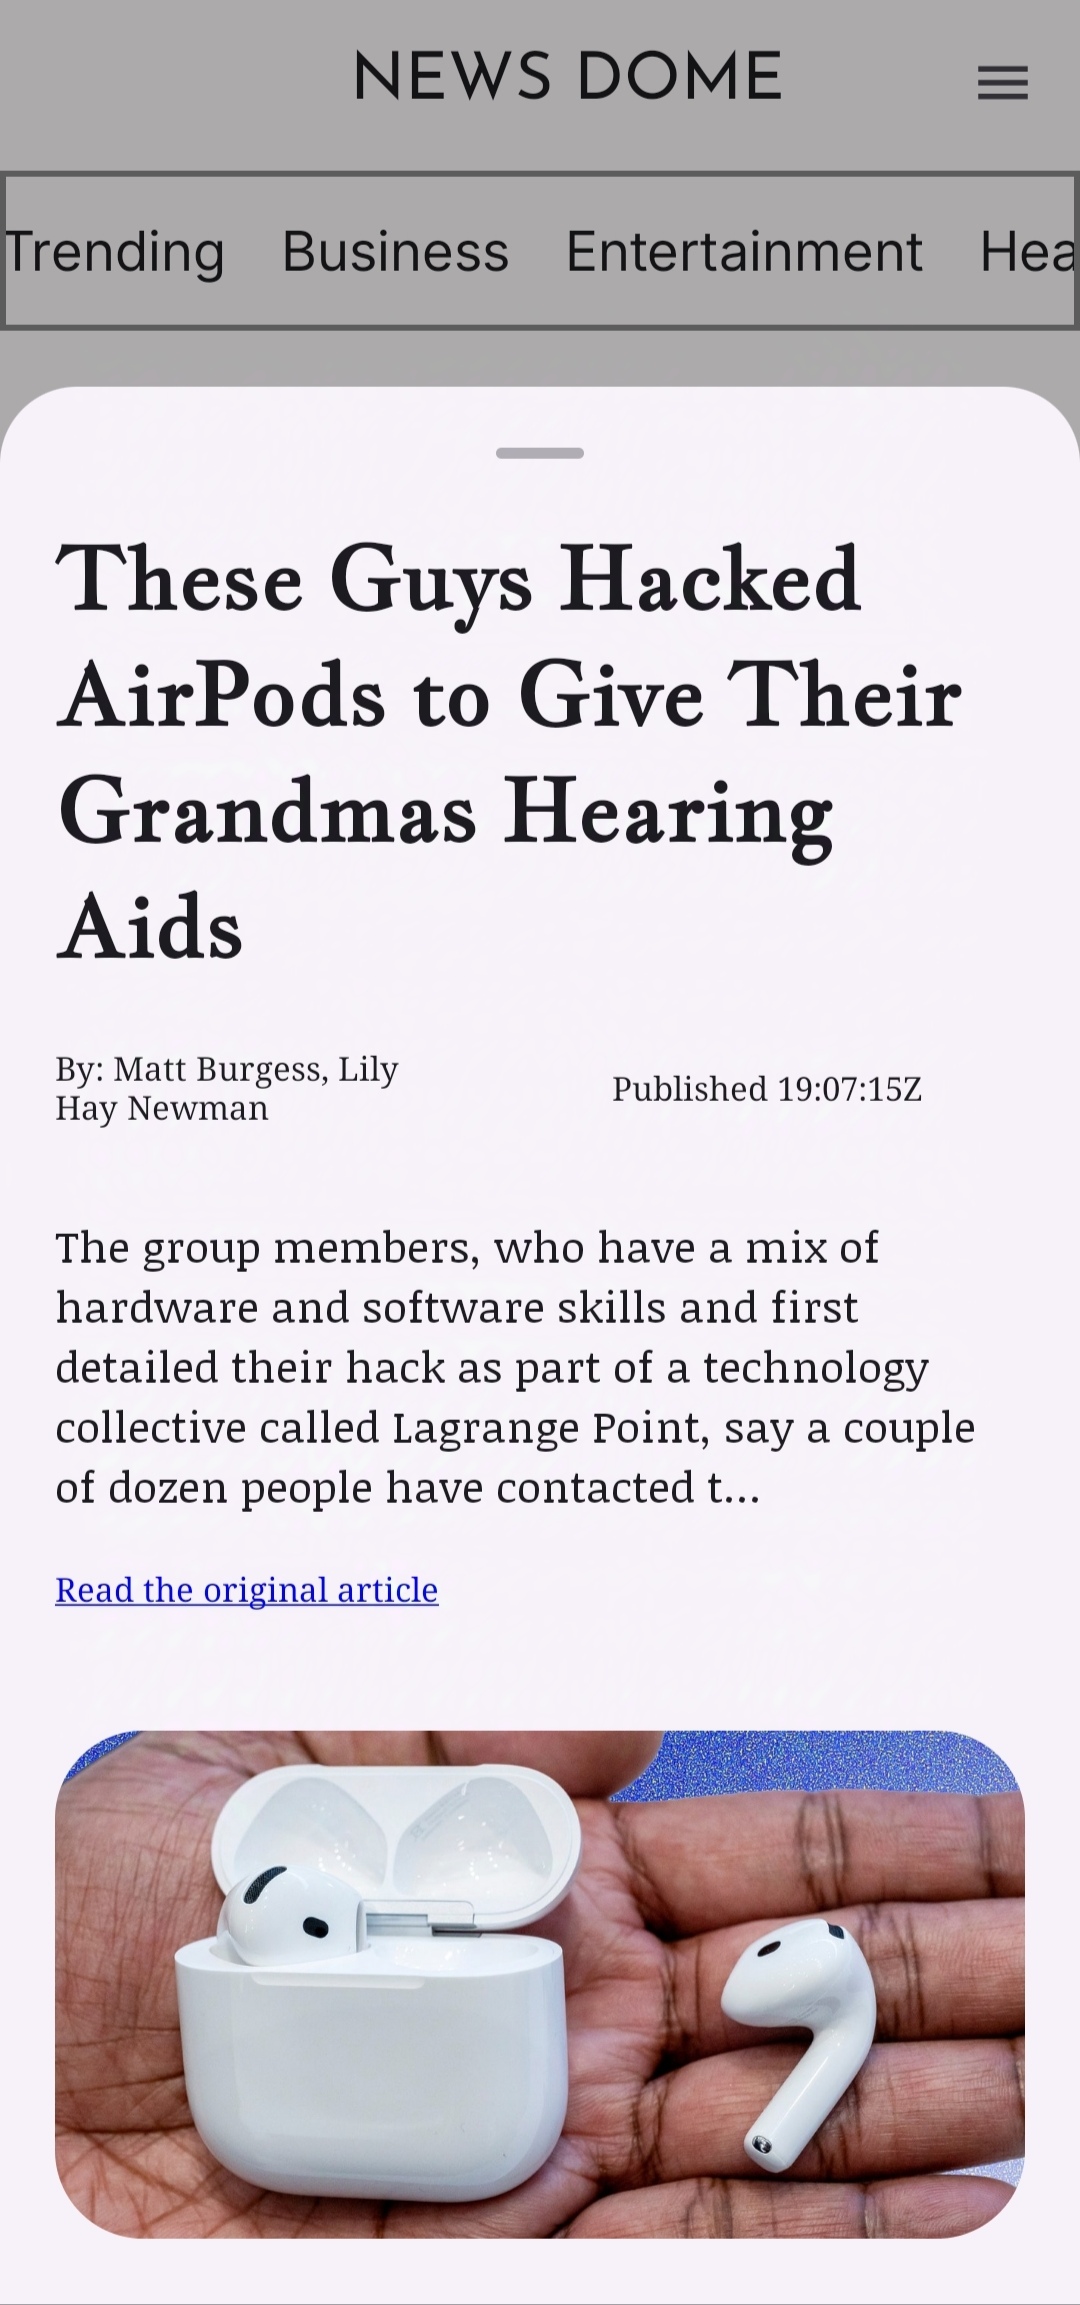 NEWS DOME
Trending Business Entertainment Hea
These Guys Hacked
AirPods to Give Their
Grandmas Hearing
Aids
By: Matt Burgess, Lily
Hay Newman
Published 19:07:15Z
The group members, who have a mix of
hardware and software skills and first
detailed their hack as part of a technology
collective called Lagrange Point, say a couple
of dozen people have contacted t...
Read the original article